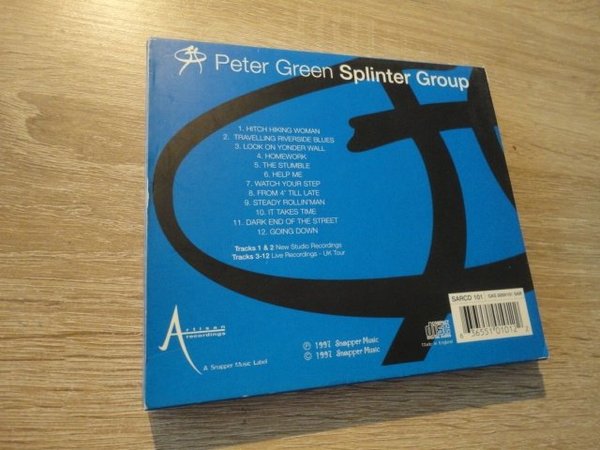 Peter Green Splinter Group
1. HITCH HIKING WOMAN
2. TRAVELLING RIVERSIDE BLUES
3. LOOK ON YONDER WALL
4. HOMEWORK
5. THE STUMBLE
6. HELP ME
7. WATCH YOUR STEP
8. FROM 4' TILL LATE
9. STEADY ROLLIN'MAN
10. IT TAKES TIME
11. DARK END OF THE STREET
12. GOING DOWN
Tracks 1 & 2 New Studio Recordings
Tracks 3-12 Live Recordings - UK Tour
Artisan
recordings
A Snapper Music Label
Ⓟ 1997 Snapper Music
© 1997 Snapper Music
disc
Made in England
SARCD 101
36551 01012